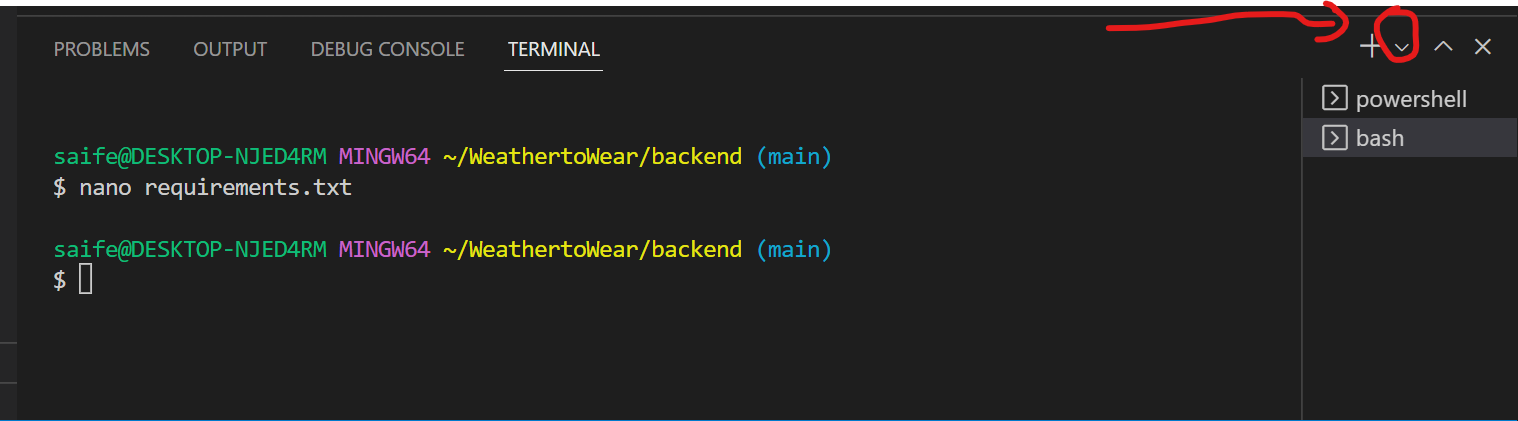 PROBLEMS OUTPUT DEBUG CONSOLE TERMINAL
powershell
bash
saife@DESKTOP-NJED4RM MINGW64 ~/WeathertoWear/backend (main)
$ nano requirements.txt
saife@DESKTOP-NJED4RM MINGW64 ~/WeathertoWear/backend (main)
$